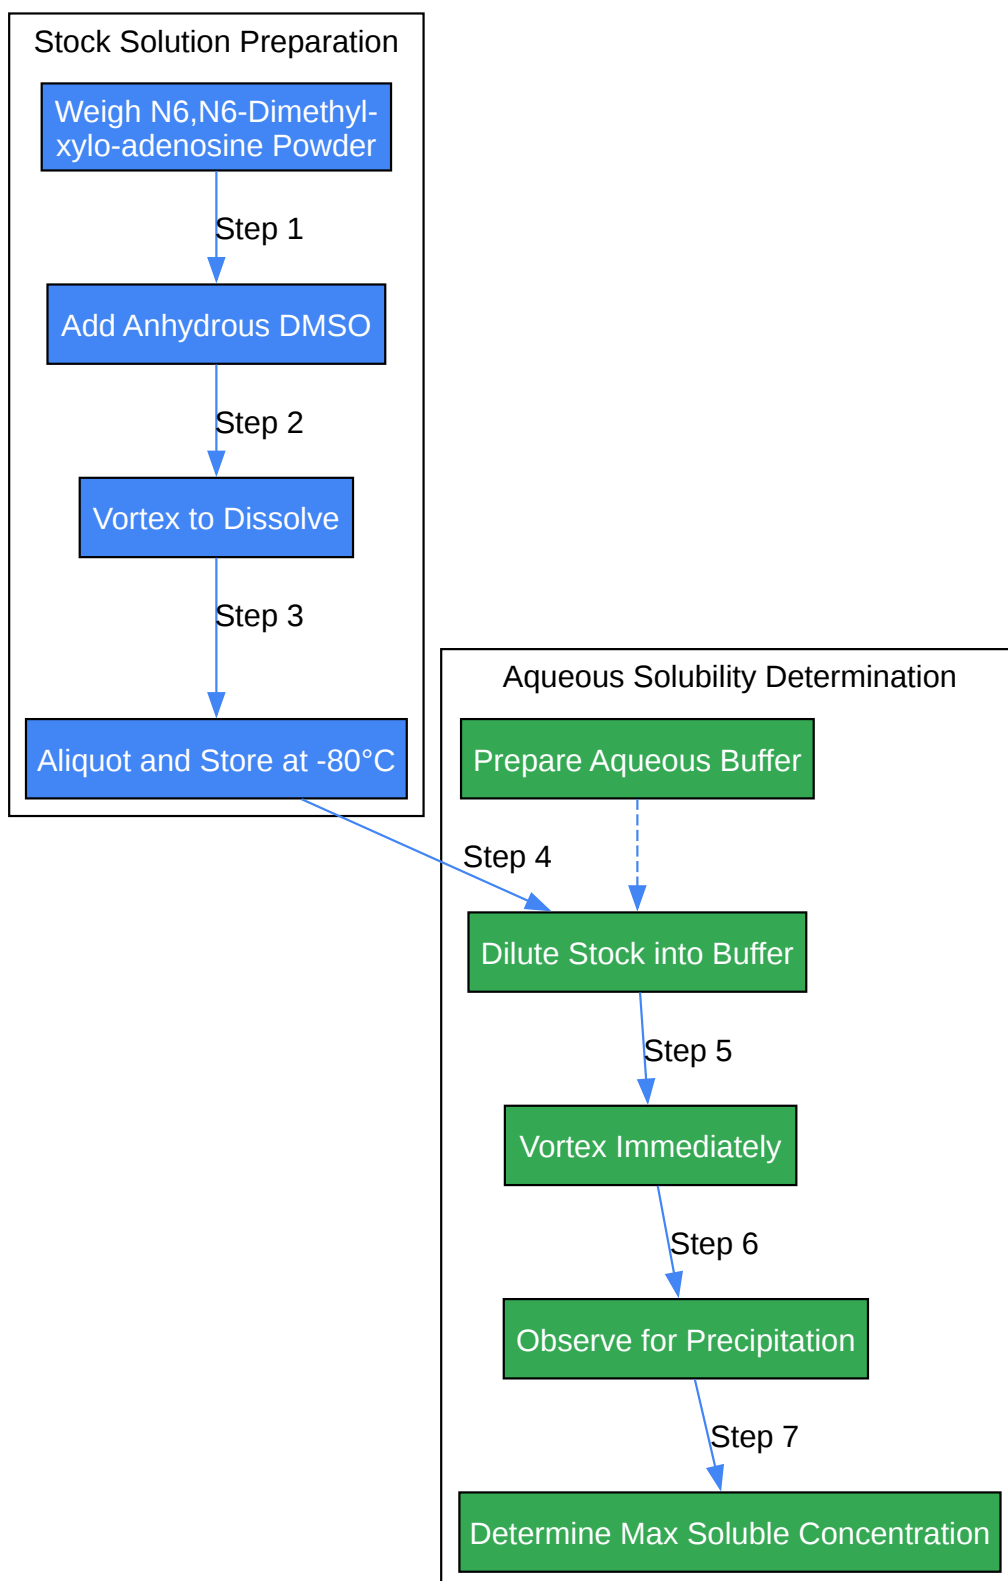 Stock Solution Preparation
Weigh N6,N6-Dimethyl-
xylo-adenosine Powder
Step 1
Add Anhydrous DMSO
Step 2
Vortex to Dissolve
Step 3
Aliquot and Store at -80°C
Aqueous Solubility Determination
Prepare Aqueous Buffer
Step 4
Dilute Stock into Buffer
Step 5
Vortex Immediately
Step 6
Observe for Precipitation
Step 7
Determine Max Soluble Concentration